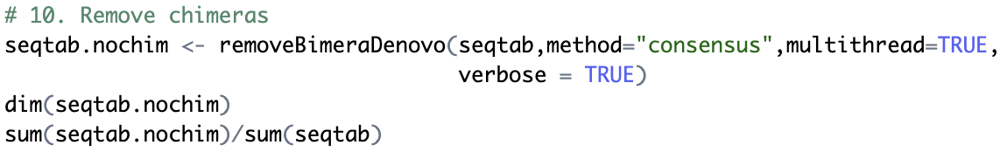 # 10. Remove chimeras
seqtab.nochim <- removeBimeraDenovo(seqtab,method="consensus",multithread=TRUE,
verbose = TRUE)
dim(seqtab.nochim)
sum(seqtab.nochim)/sum(seqtab)